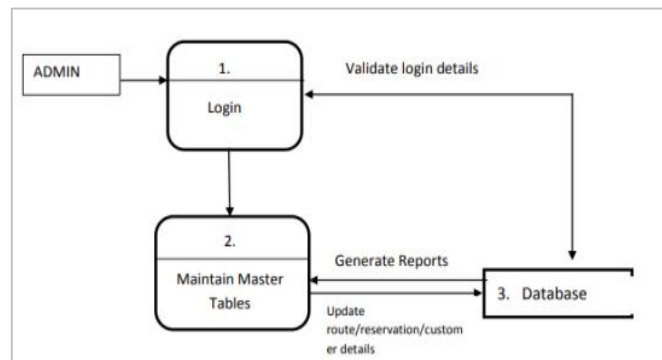 ADMIN
1.
Login
Validate login details
2.
Maintain Master
Tables
Generate Reports
3. Database
Update
route/reservation/custom
er details